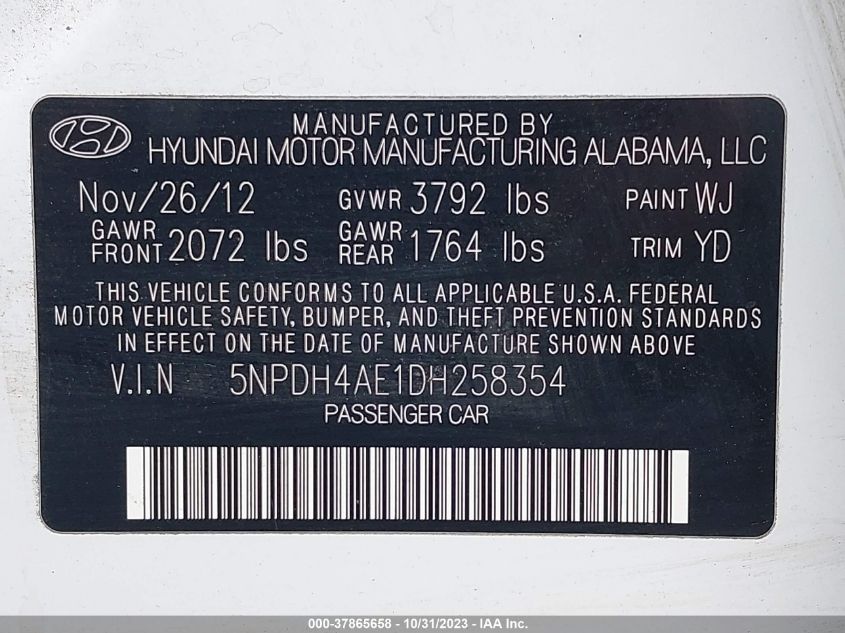 MANUFACTURED BY
HYUNDAI MOTOR MANUFACTURING ALABAMA, LLC
Nov/26/12 GVWR 3792 lbs PAINT WJ
GAWR FRONT 2072 lbs GAWR REAR 1764 lbs TRIM YD
THIS VEHICLE CONFORMS TO ALL APPLICABLE U.S.A. FEDERAL
MOTOR VEHICLE SAFETY, BUMPER, AND THEFT PREVENTION STANDARDS
IN EFFECT ON THE DATE OF MANUFACTURE SHOWN ABOVE
V.I.N 5NPDH4AE1DH258354
PASSENGER CAR
000-37865658 - 10/31/2023 - IAA Inc.